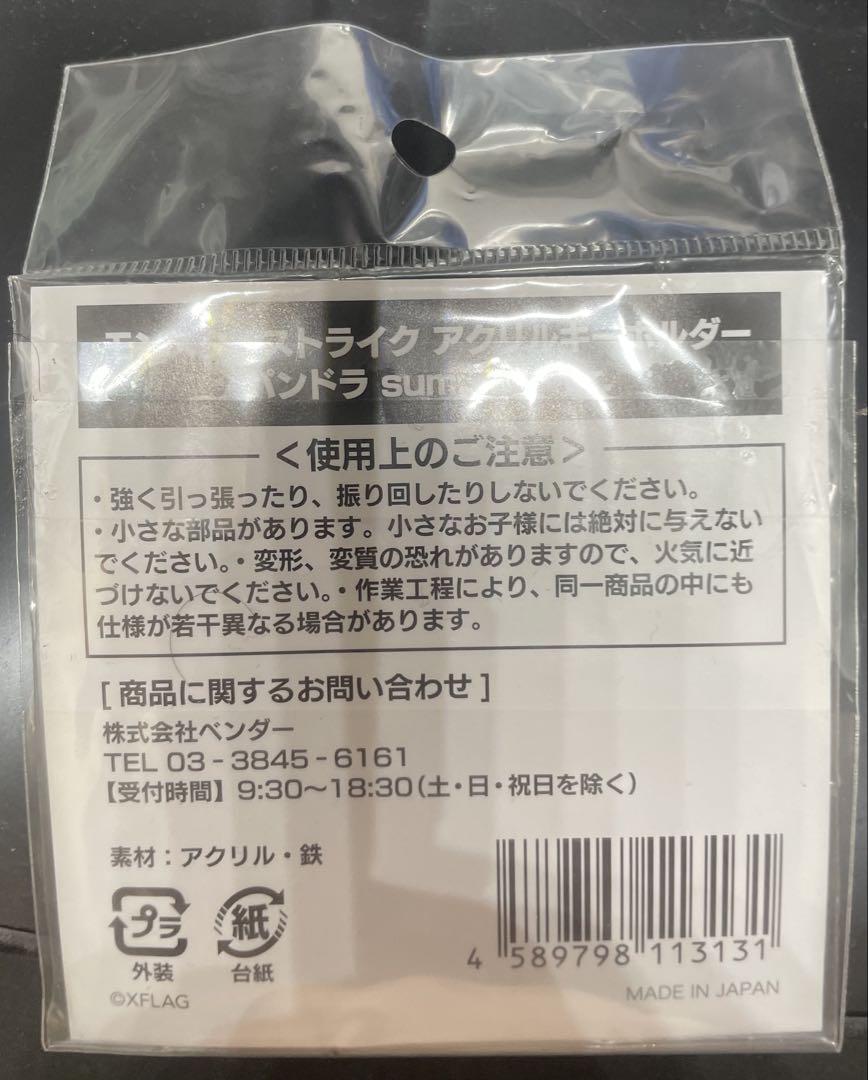 ストライク アクリルキーホルダー
パンドラ sum
＜使用上のご注意＞
・強く引っ張ったり、振り回したりしないでください。
・小さな部品があります。小さなお子様には絶対に与えない
でください。・変形、変質の恐れがありますので、火気に近
づけないでください。・作業工程により、同一商品の中にも
仕様が若干異なる場合があります。
[ 商品に関するお問い合わせ ]
株式会社ベンダー
TEL 03-3845-6161
【受付時間】9:30〜18:30（土・日・祝日を除く）
素材：アクリル・鉄
プラ 紙
外装 台紙
4 589798 113131
©XFLAG MADE IN JAPAN